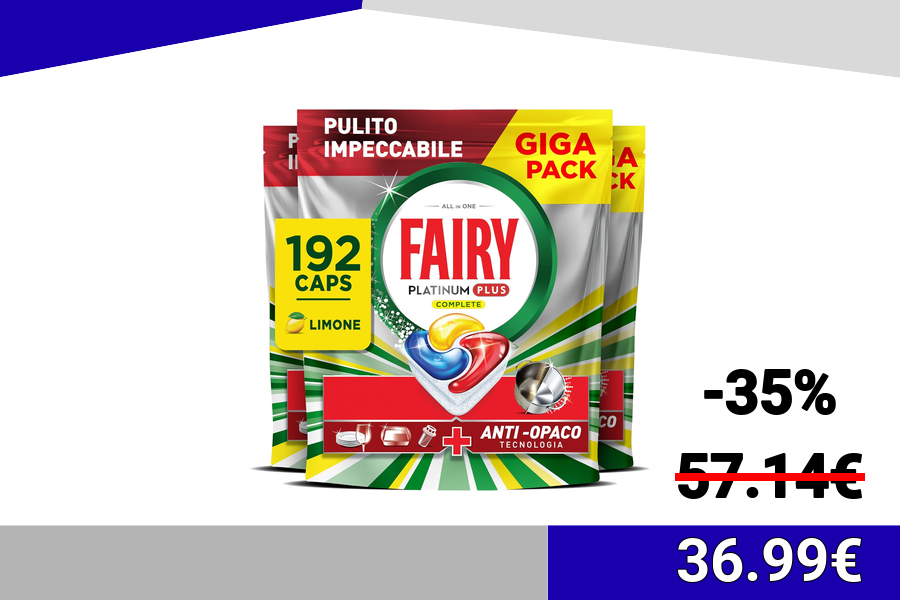 PULITO
IMPECCABILE
GIGA
PACK
ALL IN ONE
192
CAPS
LIMONE
FAIRY
PLATINUM PLUS
COMPLETE
ANTI-OPACO
TECNOLOGIA
-35%
57.14€
36.99€